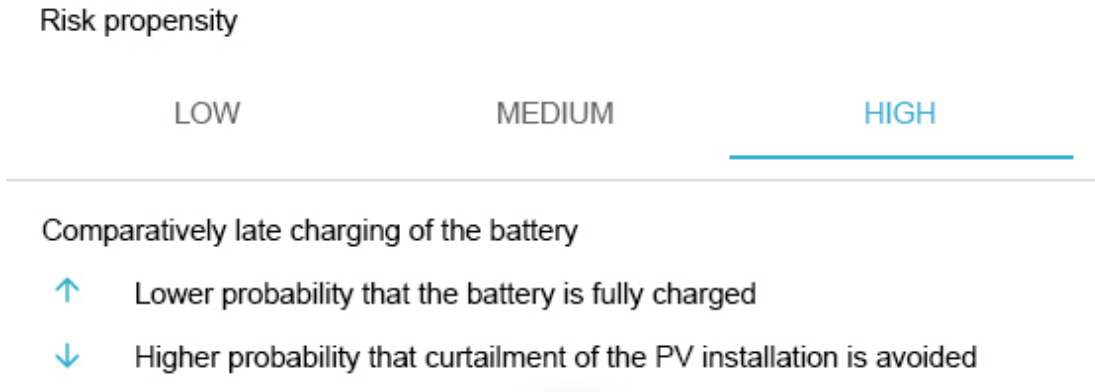 Risk propensity
LOW MEDIUM HIGH
Comparatively late charging of the battery
↑ Lower probability that the battery is fully charged
↓ Higher probability that curtailment of the PV installation is avoided